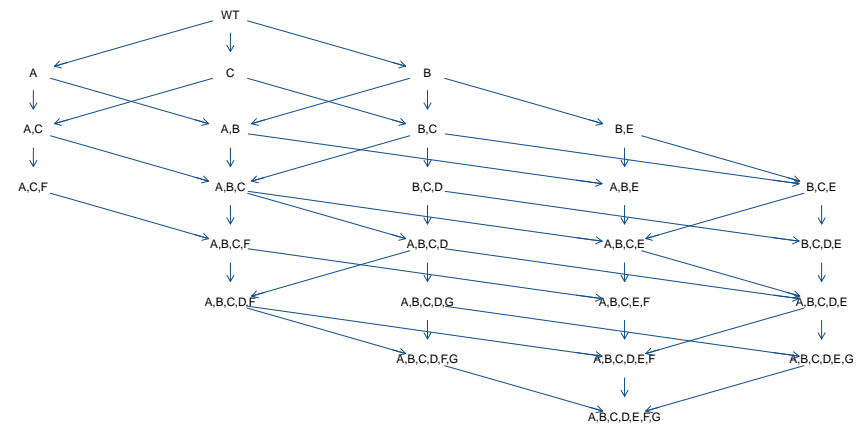 WT
A C B
A,C A,B B,C B,E
A,C,F A,B,C B,C,D A,B,E B,C,E
A,B,C,F A,B,C,D A,B,C,E B,C,D,E
A,B,C,D,F A,B,C,D,G A,B,C,E,F A,B,C,D,E
A,B,C,D,F,G A,B,C,D,E,F A,B,C,D,E,G
A,B,C,D,E,F,G